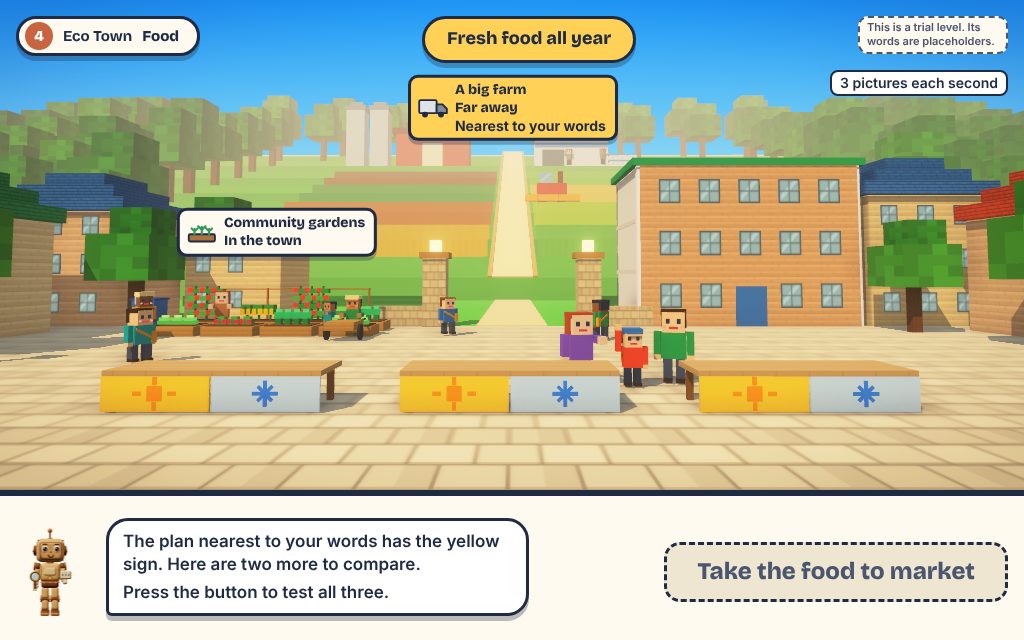 4 Eco Town Food
Fresh food all year
This is a trial level. Its
words are placeholders.
3 pictures each second
A big farm
Far away
Nearest to your words
Community gardens
In the town
The plan nearest to your words has the yellow
sign. Here are two more to compare.
Press the button to test all three.
Take the food to market